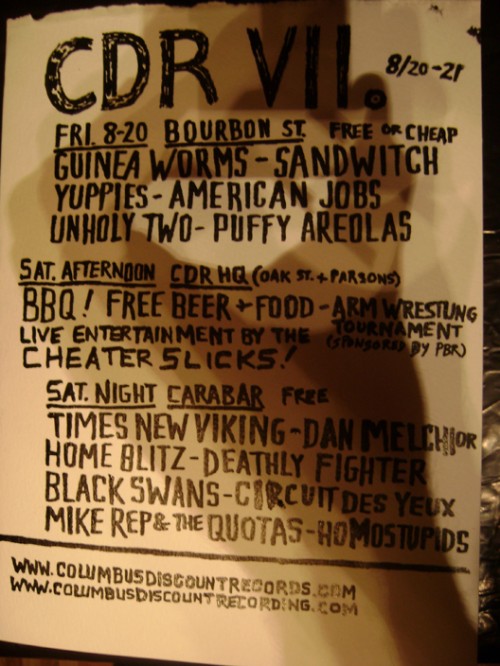 CDR VII.
8/20-21
FRI. 8-20 BOURBON ST. FREE OR CHEAP
GUINEA WORMS - SANDWITCH
YUPPIES - AMERICAN JOBS
UNHOLY TWO - PUFFY AREOLAS
SAT. AFTERNOON CDR HQ (OAK ST. + PARSONS)
BBQ! FREE BEER + FOOD - ARM WRESTLING
TOURNAMENT
(SPONSORED BY PBR)
LIVE ENTERTAINMENT BY THE
CHEATER SLICKS!
SAT. NIGHT CARABAR FREE
TIMES NEW VIKING - DAN MELCHIOR
HOME BLITZ - DEATHLY FIGHTER
BLACK SWANS - CIRCUIT DES YEUX
MIKE REP & THE QUOTAS - HOMOSTUPIDS
WWW.COLUMBUSDISCOUNTRECORDS.COM
WWW.COLUMBUSDISCOUNTRECORDING.COM